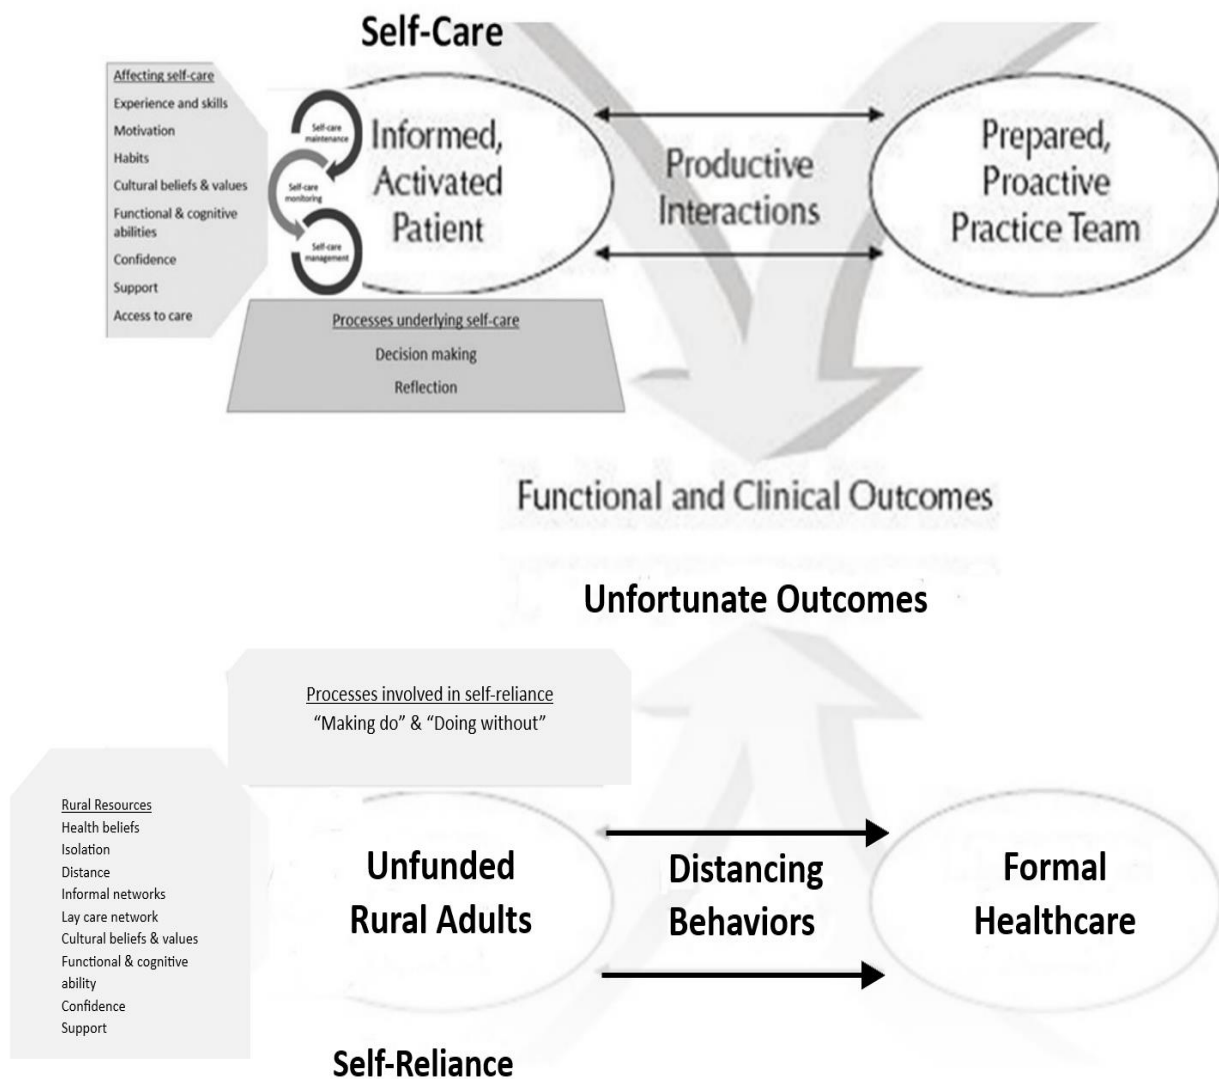 Self-Care
Affecting self-care
Experience and skills
Motivation
Habits
Cultural beliefs & values
Functional & cognitive
abilities
Confidence
Support
Access to care
Self-care
maintenance
Self-care
monitoring
Self-care
management
Informed,
Activated
Patient
Productive
Interactions
Prepared,
Proactive
Practice Team
Processes underlying self-care
Decision making
Reflection
Functional and Clinical Outcomes
Unfortunate Outcomes
Processes involved in self-reliance
“Making do” & “Doing without”
Rural Resources
Health beliefs
Isolation
Distance
Informal networks
Lay care network
Cultural beliefs & values
Functional & cognitive
ability
Confidence
Support
Unfunded
Rural Adults
Distancing
Behaviors
Formal
Healthcare
Self-Reliance